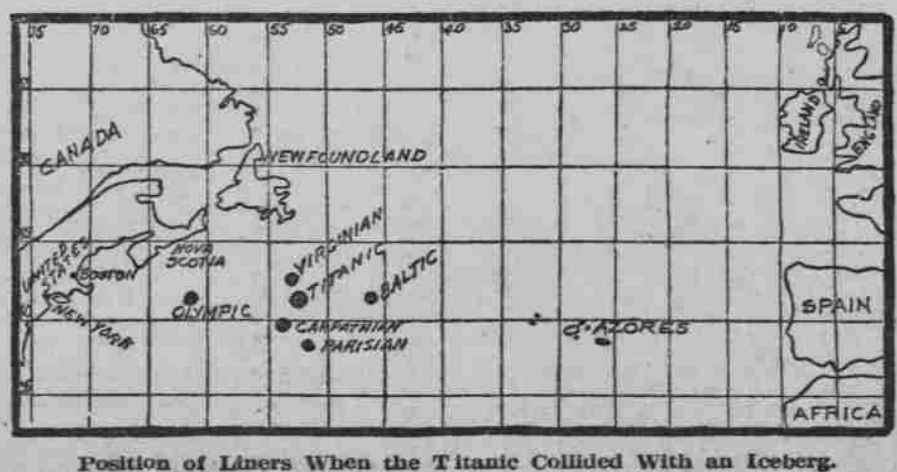 70 65 60 55 50 45 40 35 30 25 20 15 10 5
CANADA
NEWFOUNDLAND
IRELAND
ENGLAND
UNITED STATES
BOSTON
NOVA
SCOTIA
NEW YORK
VIRGINIAN
TITANIC
BALTIC
OLYMPIC
CARPATHIAN
PARISIAN
AZORES
SPAIN
AFRICA
Position of Liners When the Titanic Collided With an Iceberg.